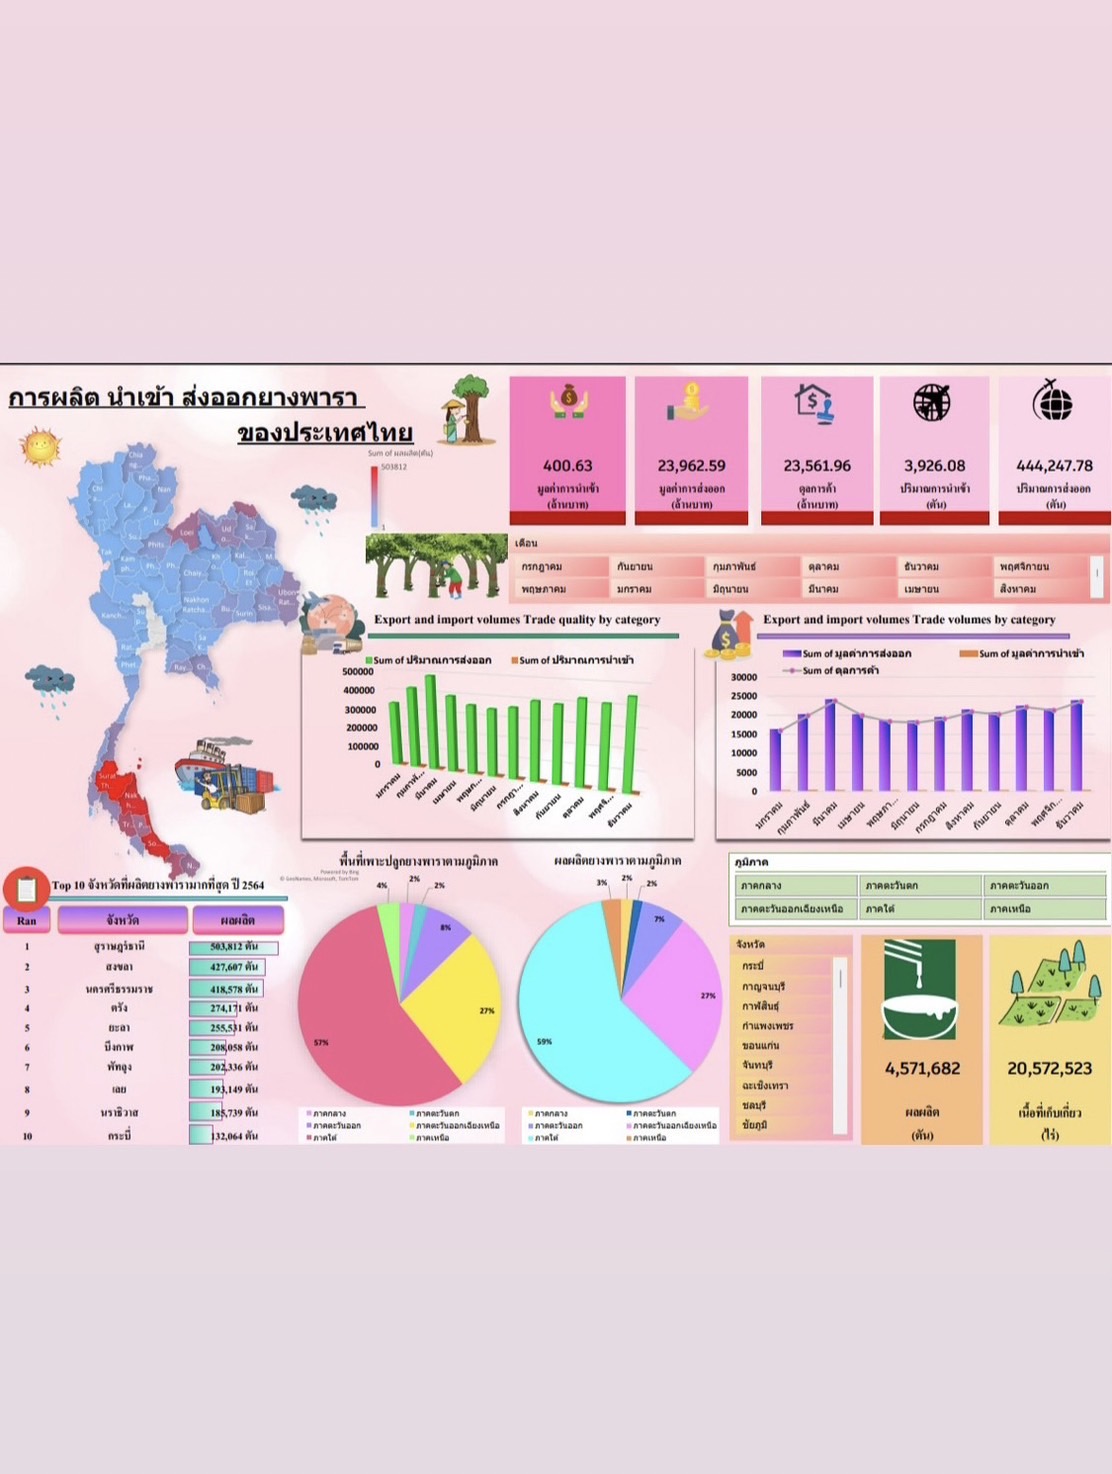 การผลิต นำเข้า ส่งออกยางพารา
ของประเทศไทย
Sum of ผลผลิต(ตัน)
503812
1
400.63
มูลค่าการนำเข้า
(ล้านบาท)
23,962.59
มูลค่าการส่งออก
(ล้านบาท)
23,561.96
ดุลการค้า
(ล้านบาท)
3,926.08
ปริมาณการนำเข้า
(ตัน)
444,247.78
ปริมาณการส่งออก
(ตัน)
เดือน
กรกฎาคม กันยายน กุมภาพันธ์ ตุลาคม ธันวาคม พฤศจิกายน
พฤษภาคม มกราคม มิถุนายน มีนาคม เมษายน สิงหาคม
Chia ng...
Chi
Pha...
Nan
La...
P.
U.
Su..
Phits..
Loei
Ud o...
Sa k...
Tak
Kam ph...
Ph..
Ph...
Kh o...
Kal...
M.
Chaiy...
Roi Et
Ubon Rat...
Nakhon Ratcha...
Bu..
Surin
Sisa...
Kanch...
Su p..
Rat...
Sa k...
Phet...
Ray...
Ch...
Surat Th...
Nak h...
Tr...
P...
So...
N...
Powered by Bing
© GeoNames, Microsoft, TomTom
Export and import volumes Trade quality by category
Sum of ปริมาณการส่งออก Sum of ปริมาณการนำเข้า
500000
400000
300000
200000
100000
0
มกราคม กุมภาพั... มีนาคม เมษายน พฤษภ... มิถุนายน กรกฎา... สิงหาคม กันยายน ตุลาคม พฤศจิ... ธันวาคม
Export and import volumes Trade volumes by category
Sum of มูลค่าการส่งออก Sum of มูลค่าการนำเข้า
Sum of ดุลการค้า
30000
25000
20000
15000
10000
5000
0
มกราคม กุมภาพันธ์ มีนาคม เมษายน พฤษภา... มิถุนายน กรกฎาคม สิงหาคม กันยายน ตุลาคม พฤศจิก... ธันวาคม
Top 10 จังหวัดที่ผลิตยางพารามากที่สุด ปี 2564
Ran จังหวัด ผลผลิต
1 สุราษฎร์ธานี 503,812 ตัน
2 สงขลา 427,607 ตัน
3 นครศรีธรรมราช 418,578 ตัน
4 ตรัง 274,171 ตัน
5 ยะลา 255,531 ตัน
6 บึงกาฬ 208,058 ตัน
7 พัทลุง 202,336 ตัน
8 เลย 193,149 ตัน
9 นราธิวาส 185,739 ตัน
10 กระบี่ 132,064 ตัน
พื้นที่เพาะปลูกยางพาราตามภูมิภาค
4% 2% 2%
8%
27%
57%
ภาคกลาง ภาคตะวันตก
ภาคตะวันออก ภาคตะวันออกเฉียงเหนือ
ภาคใต้ ภาคเหนือ
ผลผลิตยางพาราตามภูมิภาค
3% 2% 2%
7%
27%
59%
ภาคกลาง ภาคตะวันตก
ภาคตะวันออก ภาคตะวันออกเฉียงเหนือ
ภาคใต้ ภาคเหนือ
ภูมิภาค
ภาคกลาง ภาคตะวันตก ภาคตะวันออก
ภาคตะวันออกเฉียงเหนือ ภาคใต้ ภาคเหนือ
จังหวัด
กระบี่
กาญจนบุรี
กาฬสินธุ์
กำแพงเพชร
ขอนแก่น
จันทบุรี
ฉะเชิงเทรา
ชลบุรี
ชัยภูมิ
4,571,682
ผลผลิต
(ตัน)
20,572,523
เนื้อที่เก็บเกี่ยว
(ไร่)